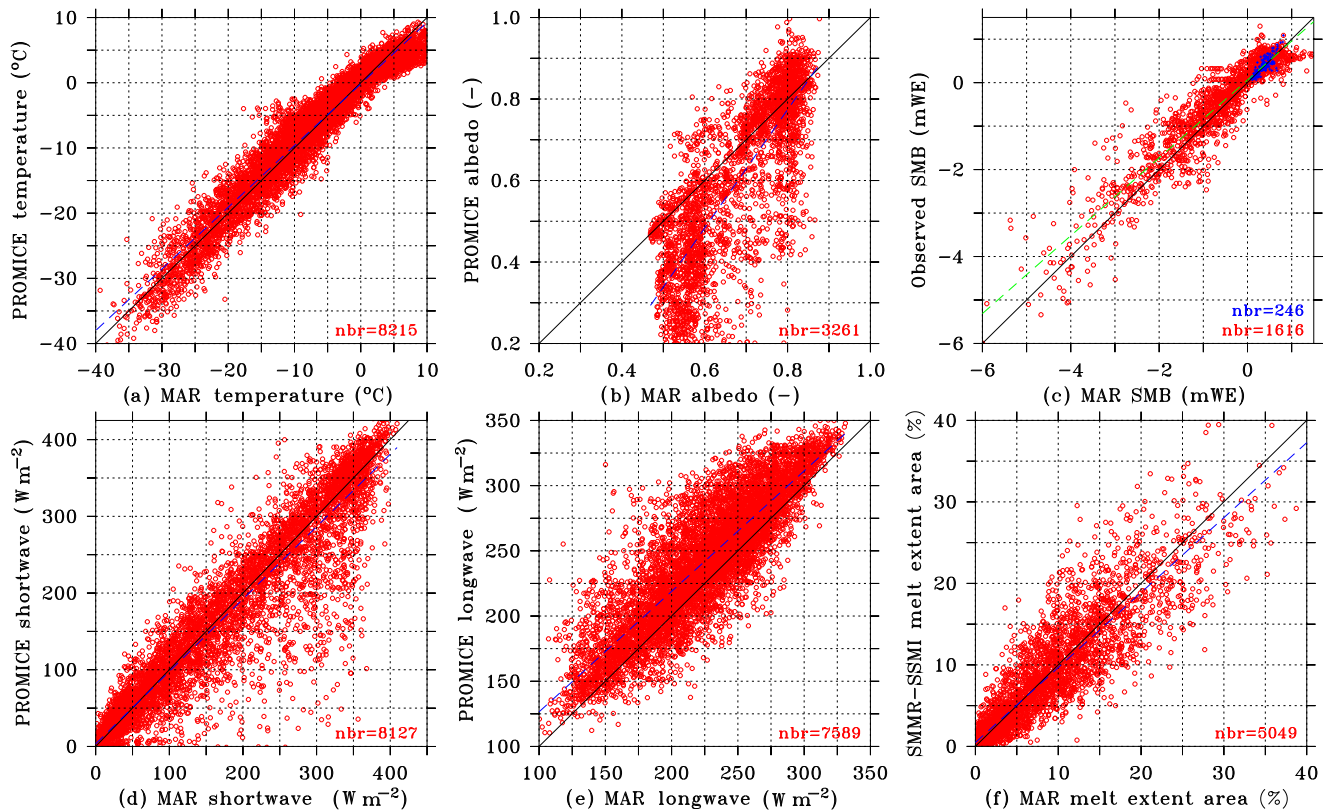 10
0
−10
−20
−30
−40
PROMICE temperature (°C)
nbr=8215
−40 −30 −20 −10 0 10
(a) MAR temperature (°C)
1.0
0.8
0.6
0.4
0.2
PROMICE albedo (−)
nbr=3261
0.2 0.4 0.6 0.8 1.0
(b) MAR albedo (−)
0
−2
−4
−6
Observed SMB (mWE)
nbr=246
nbr=1616
−6 −4 −2 0
(c) MAR SMB (mWE)
400
300
200
100
0
PROMICE shortwave (W m−2)
nbr=8127
0 100 200 300 400
(d) MAR shortwave (W m−2)
350
300
250
200
150
100
PROMICE longwave (W m−2)
nbr=7589
100 150 200 250 300 350
(e) MAR longwave (W m−2)
40
30
20
10
0
SMMR−SSMI melt extent area (%)
nbr=5049
0 10 20 30 40
(f) MAR melt extent area (%)